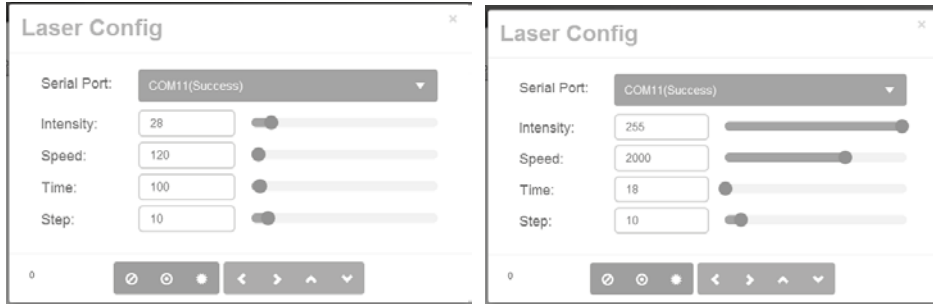 Laser Config
Serial Port: COM11(Success)
Intensity: 28
Speed: 120
Time: 100
Step: 10
0
Laser Config
Serial Port: COM11(Success)
Intensity: 255
Speed: 2000
Time: 18
Step: 10
0